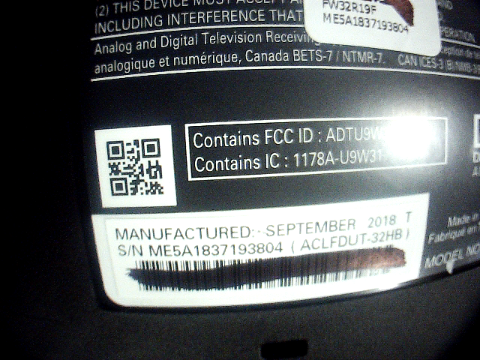 (2) THIS DEVICE MUST ACCEPT
INCLUDING INTERFERENCE THAT
FW32R19F
ME5A1837193804
Analog and Digital Television Receiving
analogique et numérique, Canada BETS-7 / NTMR-7. CAN ICES-3 (B)
Contains FCC ID : ADTU9W
Contains IC : 1178A-U9W31
MANUFACTURED: SEPTEMBER 2018 T
S/N ME5A1837193804 ( ACLFDUT-32HB )
Made in
Fabriqué en
MODEL NO